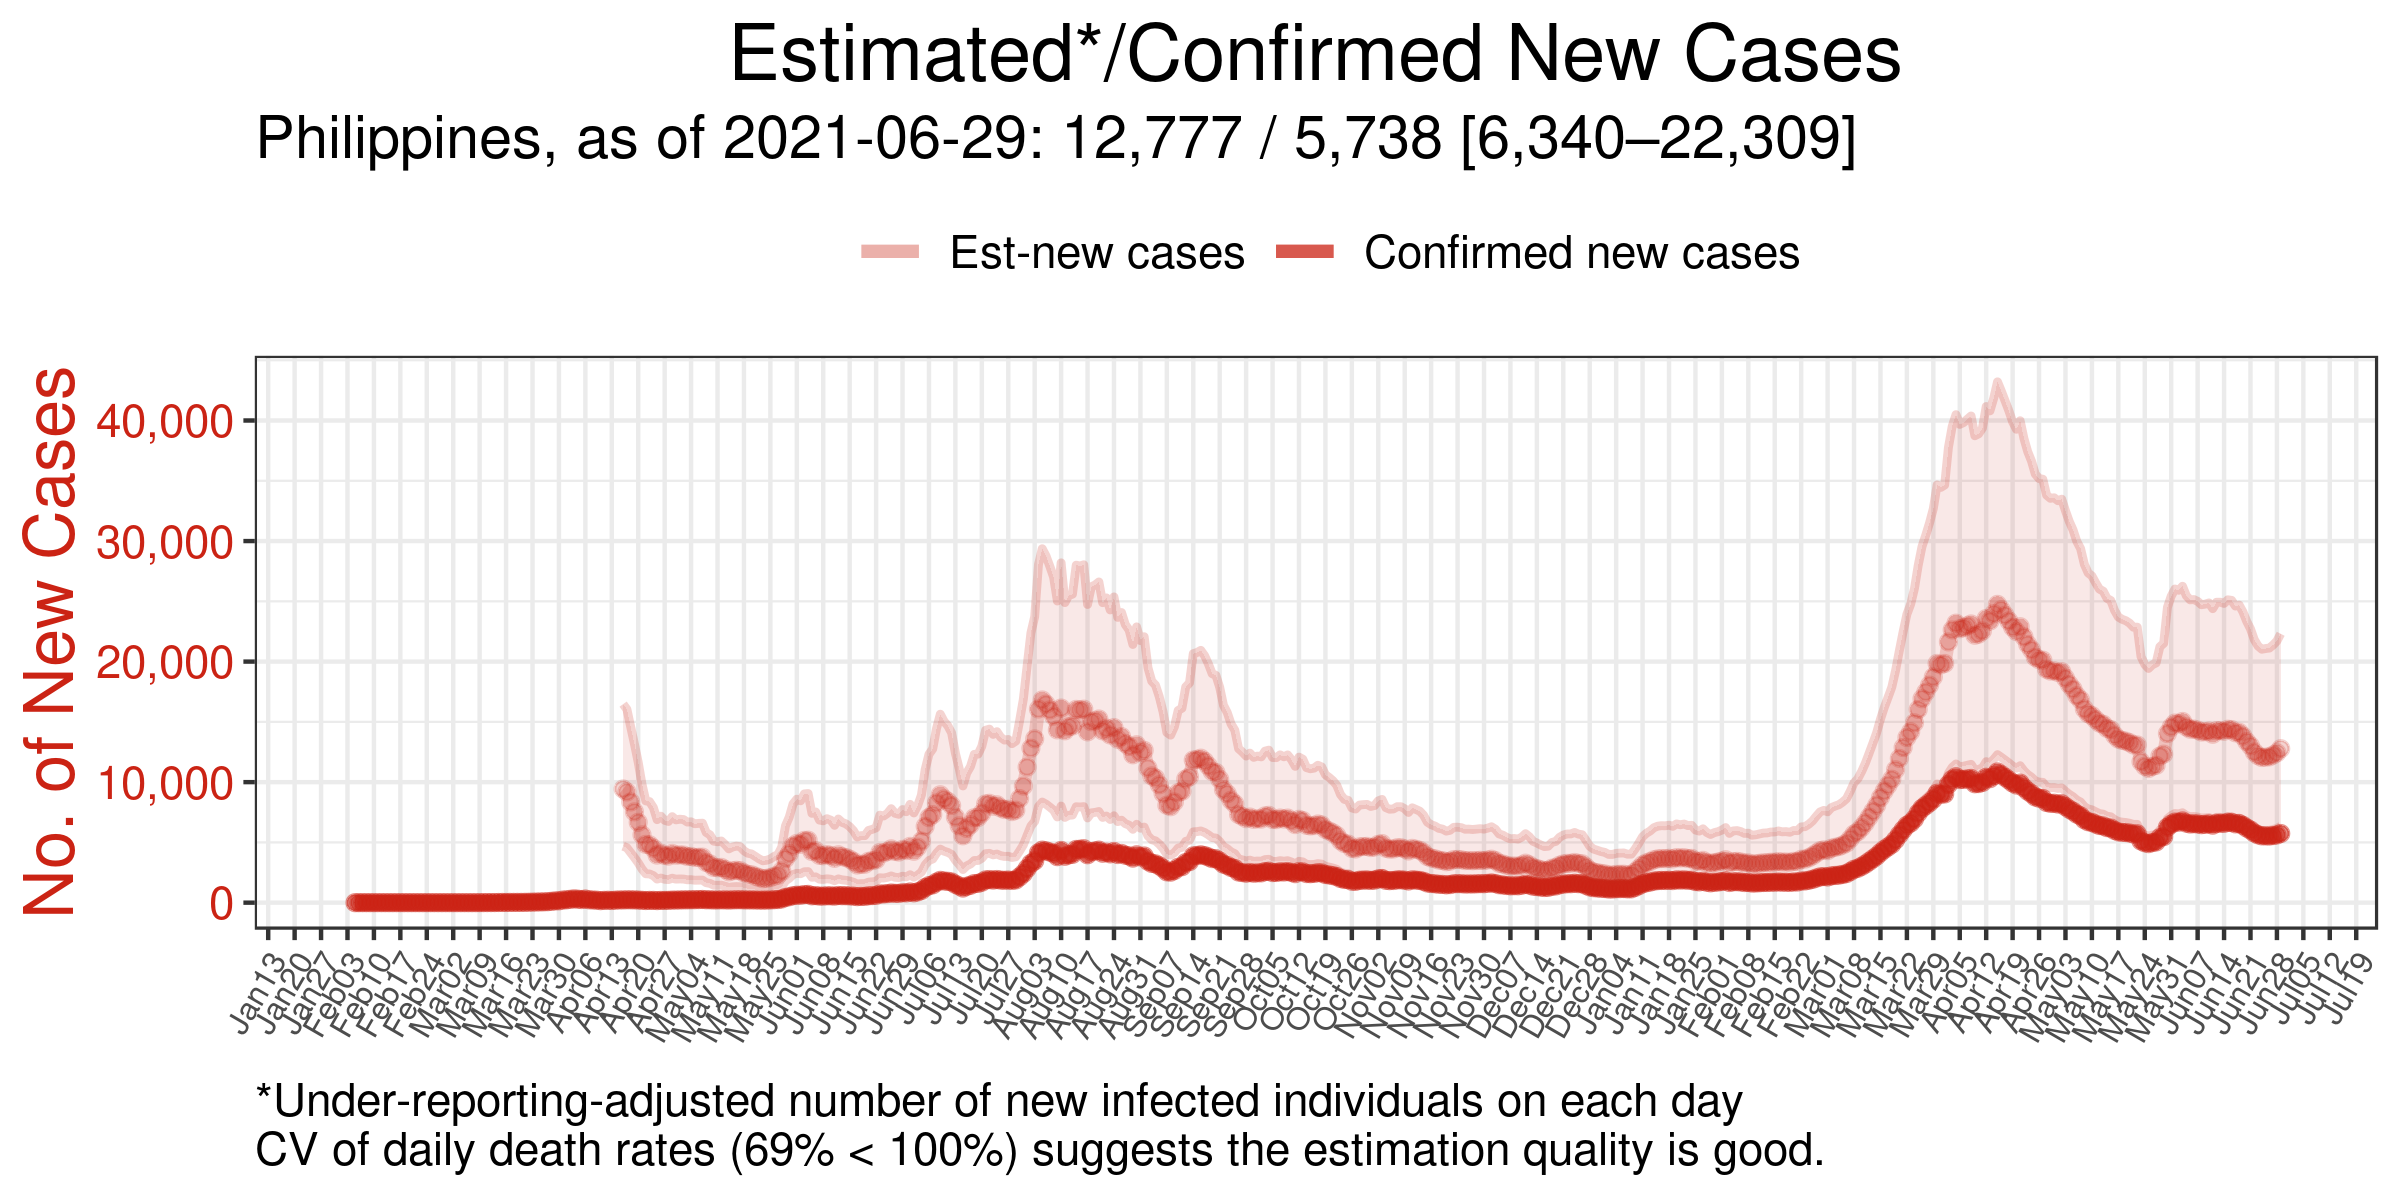 Estimated*/Confirmed New Cases
Philippines, as of 2021-06-29: 12,777 / 5,738 [6,340–22,309]
Est-new cases
Confirmed new cases
No. of New Cases
40,000
30,000
20,000
10,000
0
Jan13
Jan20
Jan27
Feb03
Feb10
Feb17
Feb24
Mar02
Mar09
Mar16
Mar23
Mar30
Apr06
Apr13
Apr20
Apr27
May04
May11
May18
May25
Jun01
Jun08
Jun15
Jun22
Jun29
Jul06
Jul13
Jul20
Jul27
Aug03
Aug10
Aug17
Aug24
Aug31
Sep07
Sep14
Sep21
Sep28
Oct05
Oct12
Oct19
Oct26
Nov02
Nov09
Nov16
Nov23
Nov30
Dec07
Dec14
Dec21
Dec28
Jan04
Jan11
Jan18
Jan25
Feb01
Feb08
Feb15
Feb22
Mar01
Mar08
Mar15
Mar22
Mar29
Apr05
Apr12
Apr19
Apr26
May03
May10
May17
May24
May31
Jun07
Jun14
Jun21
Jun28
Jul05
Jul12
Jul19
*Under-reporting-adjusted number of new infected individuals on each day
CV of daily death rates (69% < 100%) suggests the estimation quality is good.